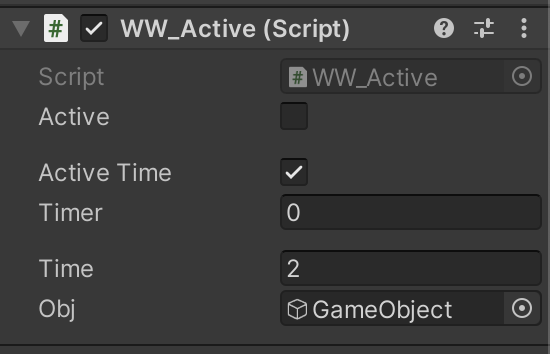 WW_Active (Script)
Script WW_Active
Active
Active Time
Timer 0
Time 2
Obj GameObject